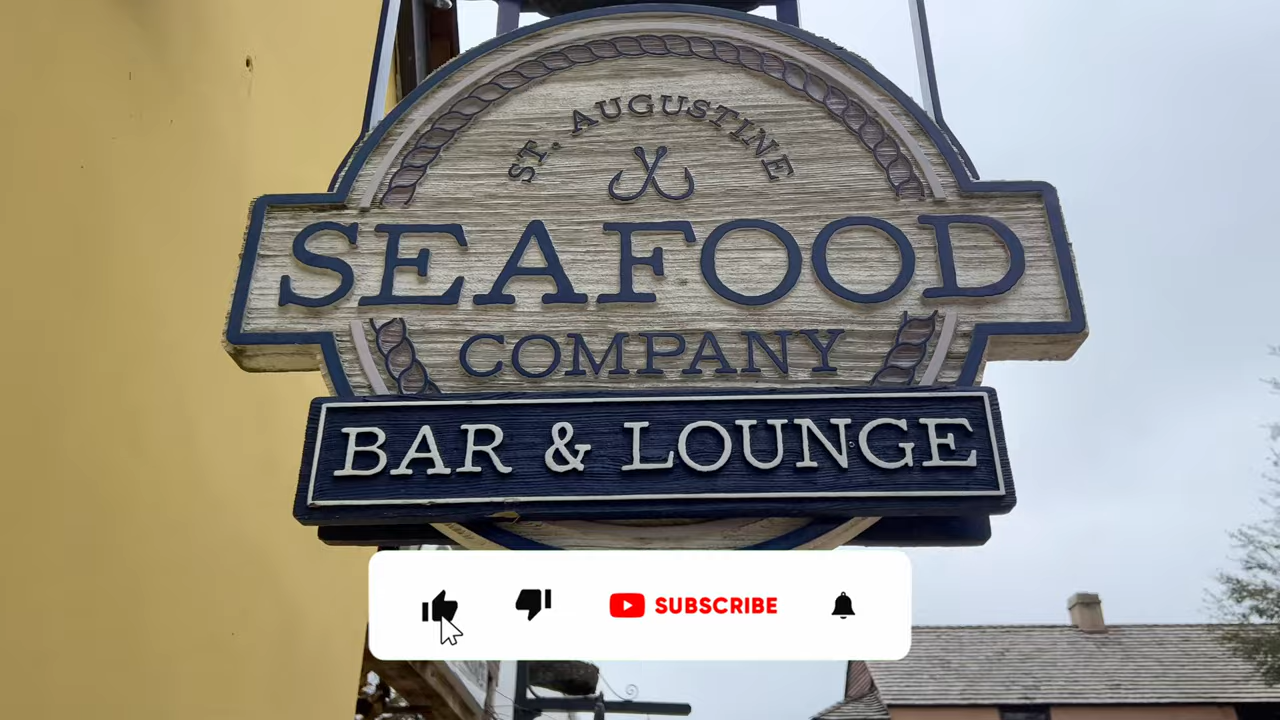 ST. AUGUSTINE
SEAFOOD
COMPANY
BAR & LOUNGE
SUBSCRIBE